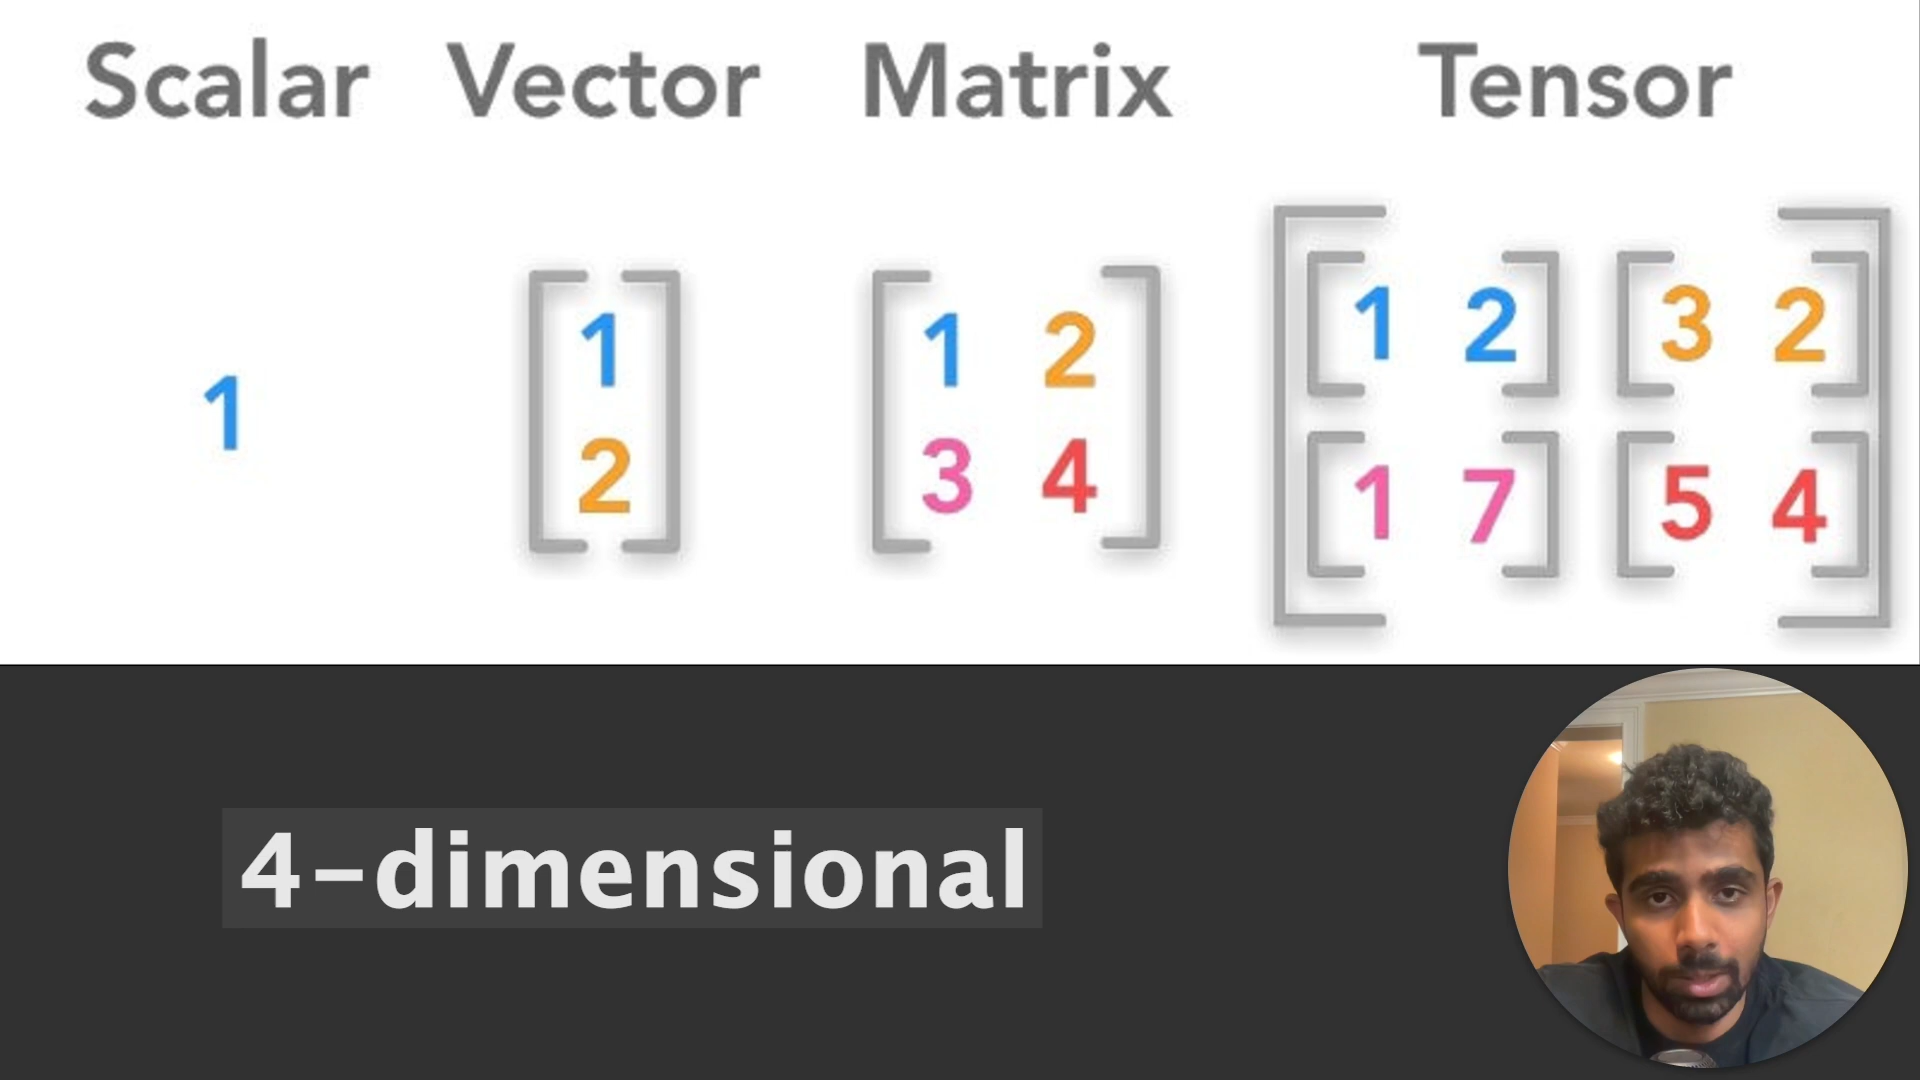 Scalar Vector Matrix Tensor
1 2 3 2
1 1 2
1
2 3 4 1 7 5 4
4-dimensional